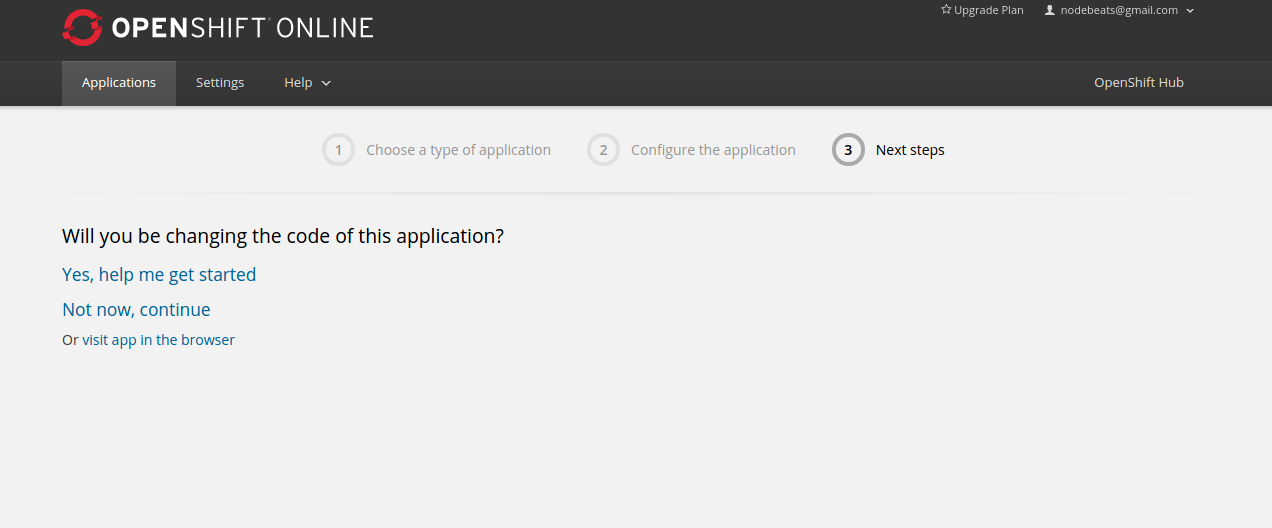 OPENSHIFT ONLINE
Upgrade Plan nodebeats@gmail.com
Applications Settings Help OpenShift Hub
1 Choose a type of application 2 Configure the application 3 Next steps
Will you be changing the code of this application?
Yes, help me get started
Not now, continue
Or visit app in the browser